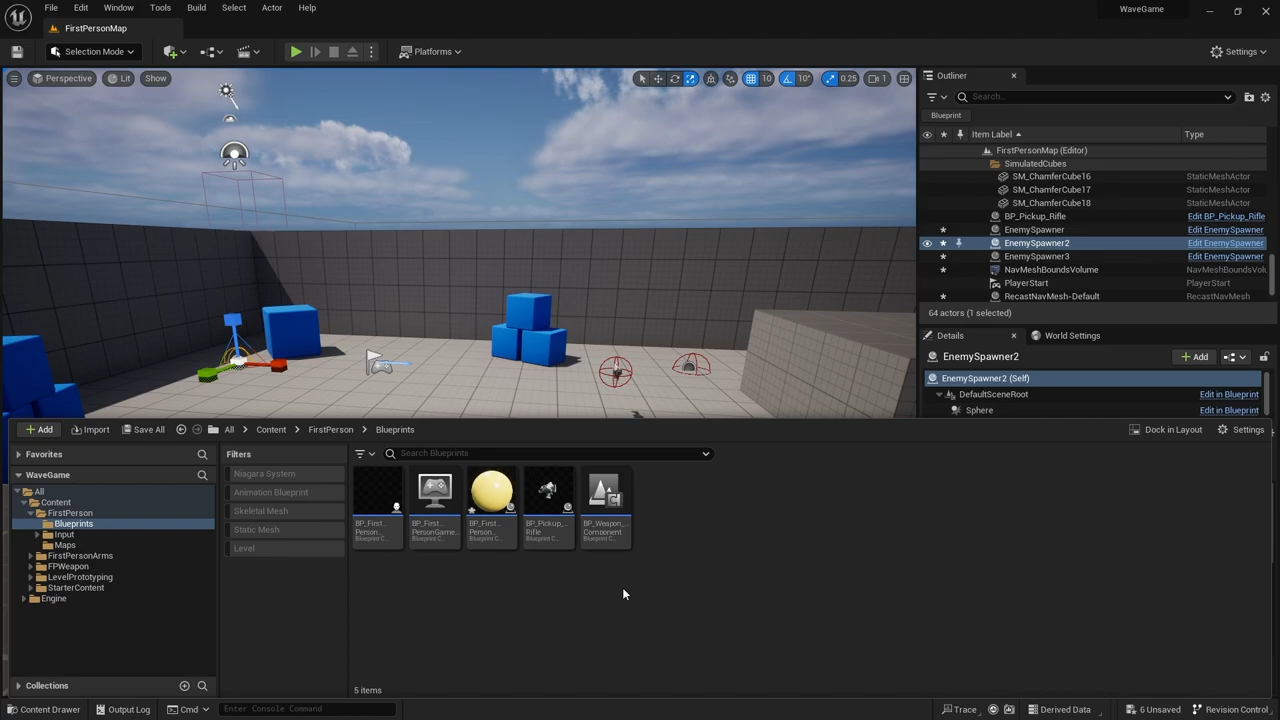 File Edit Window Tools Build Select Actor Help
WaveGame
FirstPersonMap
Selection Mode
Platforms
Settings
Perspective Lit Show
10 10° 0.25 1
Outliner
Search...
Blueprint
Item Label Type
FirstPersonMap (Editor)
SimulatedCubes
SM_ChamferCube16 StaticMeshActor
SM_ChamferCube17 StaticMeshActor
SM_ChamferCube18 StaticMeshActor
BP_Pickup_Rifle Edit BP_Pickup_Rifle
EnemySpawner Edit EnemySpawner
EnemySpawner2 Edit EnemySpawner
EnemySpawner3 Edit EnemySpawner
NavMeshBoundsVolume NavMeshBoundsVolu
PlayerStart PlayerStart
RecastNavMesh-Default RecastNavMesh
64 actors (1 selected)
Details World Settings
EnemySpawner2
Add
EnemySpawner2 (Self)
DefaultSceneRoot Edit in Blueprint
Sphere Edit in Blueprint
Add Import Save All All Content FirstPerson Blueprints
Dock in Layout Settings
Favorites
WaveGame
All
Content
FirstPerson
Blueprints
Input
Maps
FirstPersonArms
FPWeapon
LevelPrototyping
StarterContent
Engine
Collections
Filters
Niagara System
Animation Blueprint
Skeletal Mesh
Static Mesh
Level
Search Blueprints
BP_First
Person...
Blueprint C...
BP_First
PersonGame...
Blueprint C...
BP_First
Person...
Blueprint C...
BP_Pickup_
Rifle
Blueprint C...
BP_Weapon_
Component
Blueprint C...
5 items
Content Drawer Output Log Cmd Enter Console Command
Trace Derived Data 6 Unsaved Revision Control